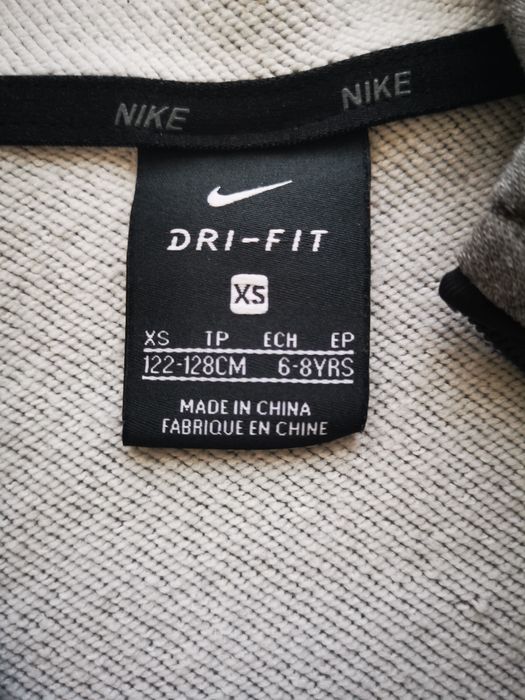 NIKE NIKE
DRI-FIT
XS
XS TP ECH EP
122-128CM 6-8YRS
MADE IN CHINA
FABRIQUE EN CHINE